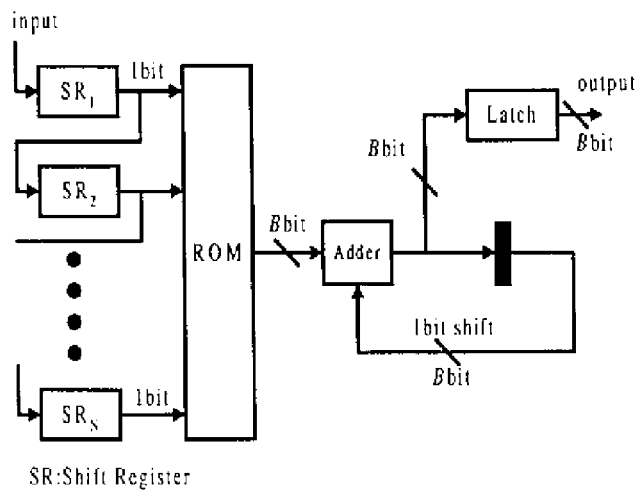 input
1bit
SR1
SR2
ROM
Bbit
Adder
Bbit
Latch
output
Bbit
1bit shift
Bbit
1bit
SRN
SR:Shift Register